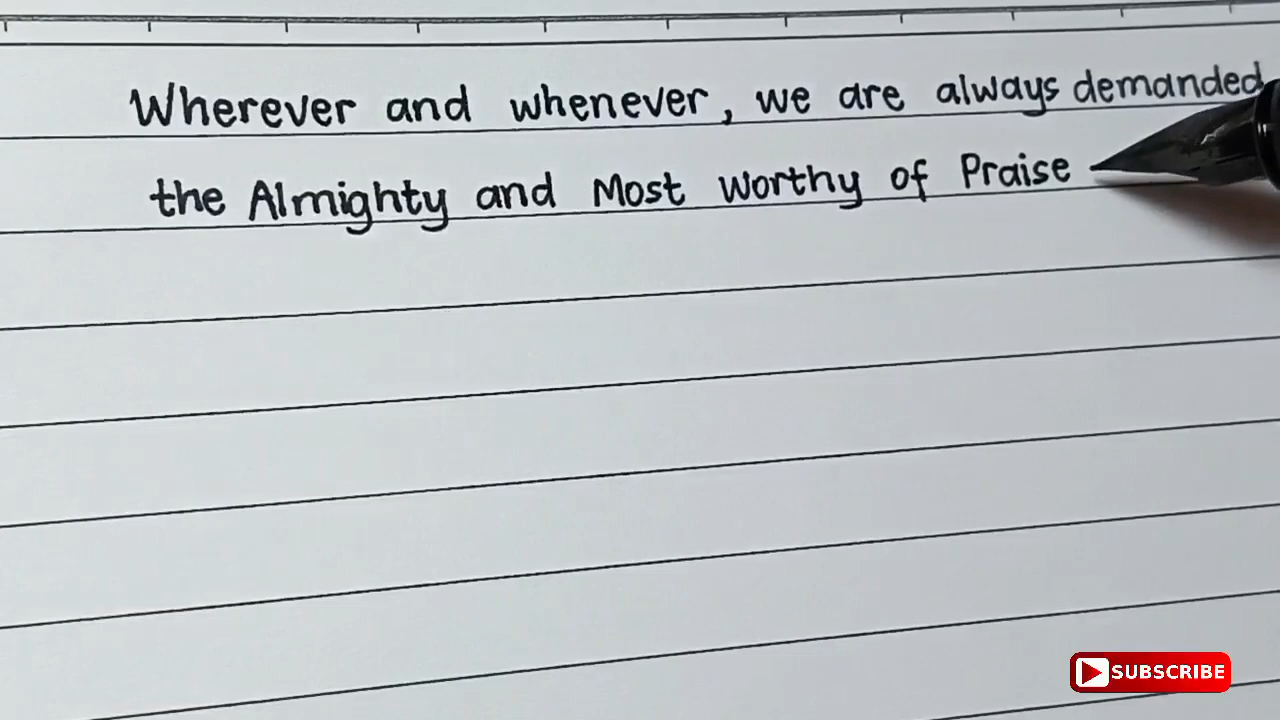 Wherever and whenever, we are always demanded
the Almighty and Most Worthy of Praise
SUBSCRIBE